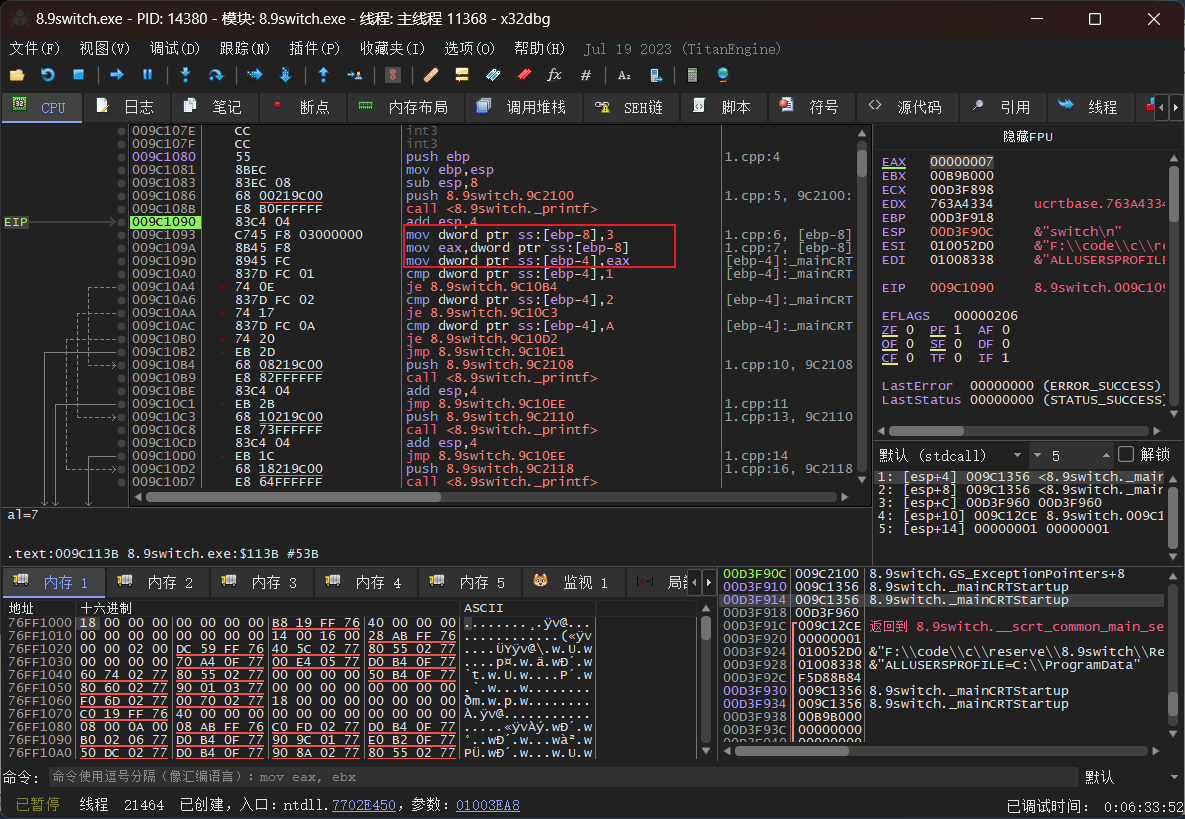 8.9switch.exe - PID: 14380 - 模块: 8.9switch.exe - 线程: 主线程 11368 - x32dbg
文件(F) 视图(V) 调试(D) 跟踪(N) 插件(P) 收藏夹(I) 选项(O) 帮助(H) Jul 19 2023 (TitanEngine)
CPU 日志 笔记 断点 内存布局 调用堆栈 SEH链 脚本 符号 源代码 引用 线程
EIP
009C107E CC int3
009C107F CC int3
009C1080 55 push ebp 1.cpp:4
009C1081 8BEC mov ebp,esp
009C1083 83EC 08 sub esp,8
009C1086 68 00219C00 push 8.9switch.9C2100 1.cpp:5, 9C2100:
009C108B E8 B0FFFFFF call <8.9switch._printf>
009C1090 83C4 04 add esp,4
009C1093 C745 F8 03000000 mov dword ptr ss:[ebp-8],3 1.cpp:6, [ebp-8]
009C109A 8B45 F8 mov eax,dword ptr ss:[ebp-8] 1.cpp:7, [ebp-8]
009C109D 8945 FC mov dword ptr ss:[ebp-4],eax [ebp-4]:_mainCRT
009C10A0 837D FC 01 cmp dword ptr ss:[ebp-4],1 [ebp-4]:_mainCRT
009C10A4 74 0E je 8.9switch.9C10B4
009C10A6 837D FC 02 cmp dword ptr ss:[ebp-4],2 [ebp-4]:_mainCRT
009C10AA 74 17 je 8.9switch.9C10C3
009C10AC 837D FC 0A cmp dword ptr ss:[ebp-4],A [ebp-4]:_mainCRT
009C10B0 74 20 je 8.9switch.9C10D2
009C10B2 EB 2D jmp 8.9switch.9C10E1
009C10B4 68 08219C00 push 8.9switch.9C2108 1.cpp:10, 9C2108
009C10B9 E8 82FFFFFF call <8.9switch._printf>
009C10BE 83C4 04 add esp,4
009C10C1 EB 2B jmp 8.9switch.9C10EE 1.cpp:11
009C10C3 68 10219C00 push 8.9switch.9C2110 1.cpp:13, 9C2110
009C10C8 E8 73FFFFFF call <8.9switch._printf>
009C10CD 83C4 04 add esp,4
009C10D0 EB 1C jmp 8.9switch.9C10EE 1.cpp:14
009C10D2 68 18219C00 push 8.9switch.9C2118 1.cpp:16, 9C2118
009C10D7 E8 64FFFFFF call <8.9switch._printf>
隐藏FPU
EAX 00000007
EBX 00B9B000
ECX 00D3F898
EDX 763A4334 ucrtbase.763A4334
EBP 00D3F918
ESP 00D3F90C &"switch\n"
ESI 010052D0 &"F:\\code\\c\\re
EDI 01008338 &"ALLUSERSPROFILE
EIP 009C1090 8.9switch.009C109
EFLAGS 00000206
ZF 0 PF 1 AF 0
OF 0 SF 0 DF 0
CF 0 TF 0 IF 1
LastError 00000000 (ERROR_SUCCESS)
LastStatus 00000000 (STATUS_SUCCESS)
默认 (stdcall) 5 解锁
1: [esp+4] 009C1356 <8.9switch._main
2: [esp+8] 009C1356 <8.9switch._main
3: [esp+C] 00D3F960 00D3F960
4: [esp+10] 009C12CE 8.9switch.009C1
5: [esp+14] 00000001 00000001
al=7
.text:009C113B 8.9switch.exe:$113B #53B
内存 1 内存 2 内存 3 内存 4 内存 5 监视 1
地址 十六进制 ASCII
76FF1000 18 00 00 00 00 00 00 00 B8 19 FF 76 40 00 00 00 ........¸.ÿv@...
76FF1010 00 00 00 00 00 00 00 00 14 00 16 00 28 AB FF 76 ............(«ÿv
76FF1020 00 00 02 00 DC 59 FF 76 40 5C 02 77 80 55 02 77 ....ÜYÿv@\.w.U.w
76FF1030 00 00 00 00 70 A4 0F 77 00 E4 05 77 D0 B4 0F 77 ....p¤.w.ä.wÐ´.w
76FF1040 60 74 02 77 80 55 02 77 00 00 00 00 50 B4 0F 77 `t.w.U.w....P´.w
76FF1050 80 60 02 77 90 01 03 77 00 00 00 00 00 00 00 00 .`.w...w........
76FF1060 F0 6D 02 77 00 70 02 77 18 00 00 00 00 00 00 00 ðm.w.p.w........
76FF1070 C0 19 FF 76 40 00 00 00 00 00 00 00 00 00 00 00 À.ÿv@...........
76FF1080 08 00 0A 00 08 AB FF 76 C0 FD 02 77 D0 B4 0F 77 .....«ÿvÀý.wÐ´.w
76FF1090 B0 02 06 77 D0 B4 0F 77 90 9C 01 77 E0 B2 0F 77 °..wÐ´.w...wà².w
76FF10A0 50 DC 02 77 D0 B4 0F 77 90 8A 02 77 80 55 02 77 PÜ.wÐ´.w...w.U.w
00D3F90C 009C2100 8.9switch.GS_ExceptionPointers+8
00D3F910 009C1356 8.9switch._mainCRTStartup
00D3F914 009C1356 8.9switch._mainCRTStartup
00D3F918 00D3F960
00D3F91C 009C12CE 返回到 8.9switch.__scrt_common_main_se
00D3F920 00000001
00D3F924 010052D0 &"F:\\code\\c\\reserve\\8.9switch\\Re
00D3F928 01008338 &"ALLUSERSPROFILE=C:\\ProgramData"
00D3F92C F5D88B84
00D3F930 009C1356 8.9switch._mainCRTStartup
00D3F934 009C1356 8.9switch._mainCRTStartup
00D3F938 00B9B000
00D3F93C 00000000
命令: 命令使用逗号分隔（像汇编语言）: mov eax, ebx 默认
已暂停 线程 21464 已创建，入口: ntdll.7702E450, 参数: 01003EA8 已调试时间: 0:06:33:52